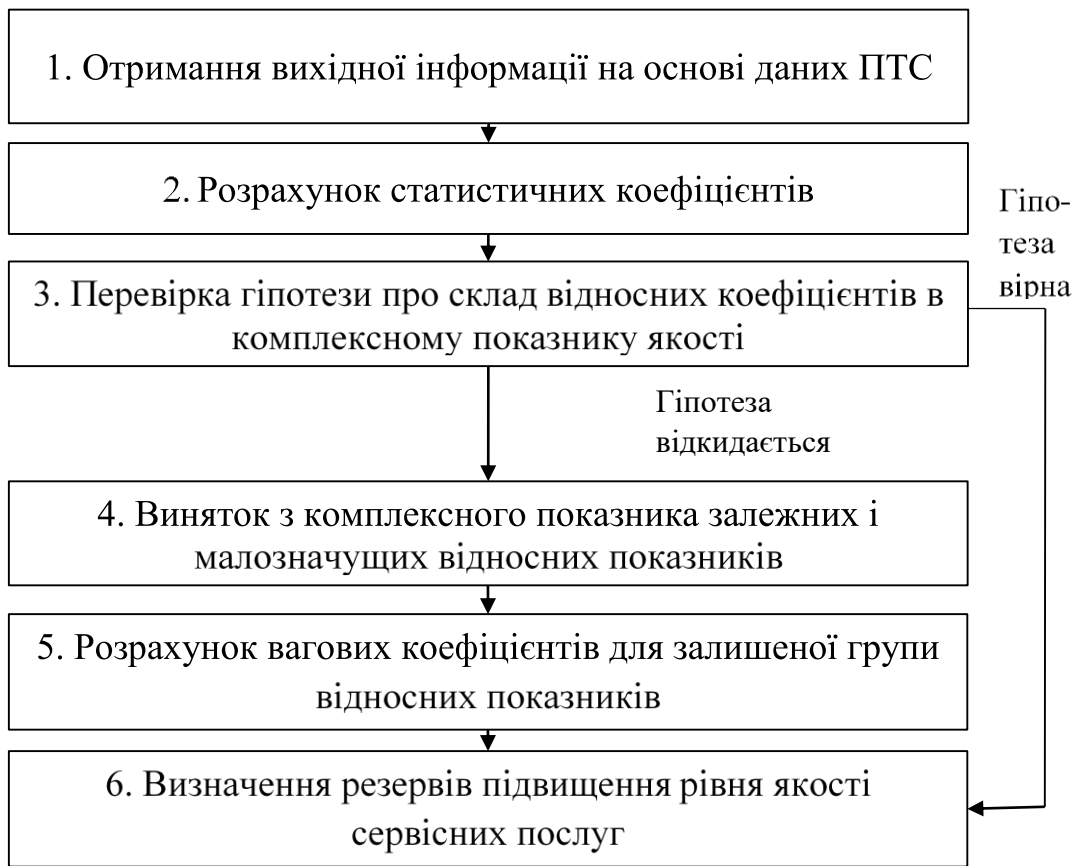 1. Отримання вихідної інформації на основі даних ПТС
2. Розрахунок статистичних коефіцієнтів
Гіпо-
теза
вірна
3. Перевірка гіпотези про склад відносних коефіцієнтів в
комплексному показнику якості
Гіпотеза
відкидається
4. Виняток з комплексного показника залежних і
малозначущих відносних показників
5. Розрахунок вагових коефіцієнтів для залишеної групи
відносних показників
6. Визначення резервів підвищення рівня якості
сервісних послуг